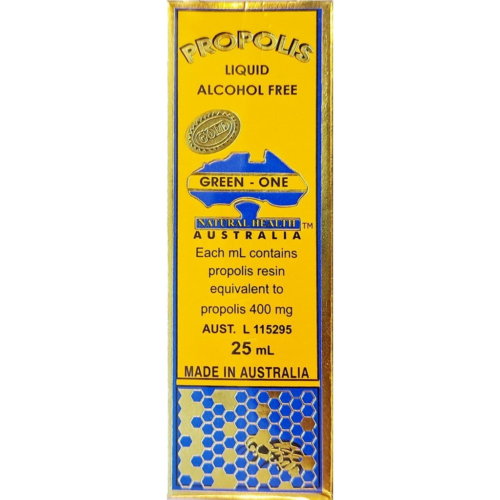 PROPOLIS
LIQUID
ALCOHOL FREE
GOLD
GREEN - ONE
NATURAL HEALTH ™
AUSTRALIA
Each mL contains
propolis resin
equivalent to
propolis 400 mg
AUST. L 115295
25 mL
MADE IN AUSTRALIA